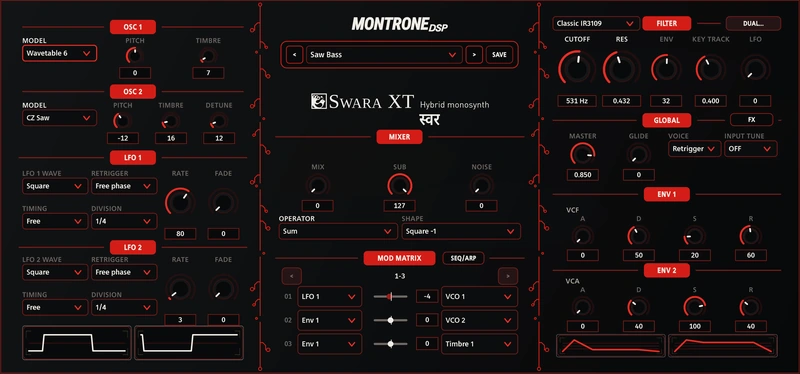 OSC 1
MODEL PITCH TIMBRE
Wavetable 6
0 7
OSC 2
MODEL PITCH TIMBRE DETUNE
CZ Saw
-12 16 12
LFO 1
LFO 1 WAVE RETRIGGER RATE FADE
Square Free phase
TIMING DIVISION
Free 1/4
80 0
LFO 2
LFO 2 WAVE RETRIGGER RATE FADE
Square Free phase
TIMING DIVISION
Free 1/4
3 0
MONTRONE DSP
< Saw Bass > SAVE
SWARA XT Hybrid monosynth
स्वर
MIXER
MIX SUB NOISE
0 127 0
OPERATOR SHAPE
Sum Square -1
MOD MATRIX SEQ/ARP
< 1-3 >
01 LFO 1 -4 VCO 1
02 Env 1 0 VCO 2
03 Env 1 0 Timbre 1
Classic IR3109 FILTER DUAL...
CUTOFF RES ENV KEY TRACK LFO
531 Hz 0.432 32 0.400 0
GLOBAL FX
MASTER GLIDE VOICE INPUT TUNE
Retrigger OFF
0.850 0
ENV 1
VCF
A D S R
0 50 20 60
ENV 2
VCA
A D S R
0 40 100 40